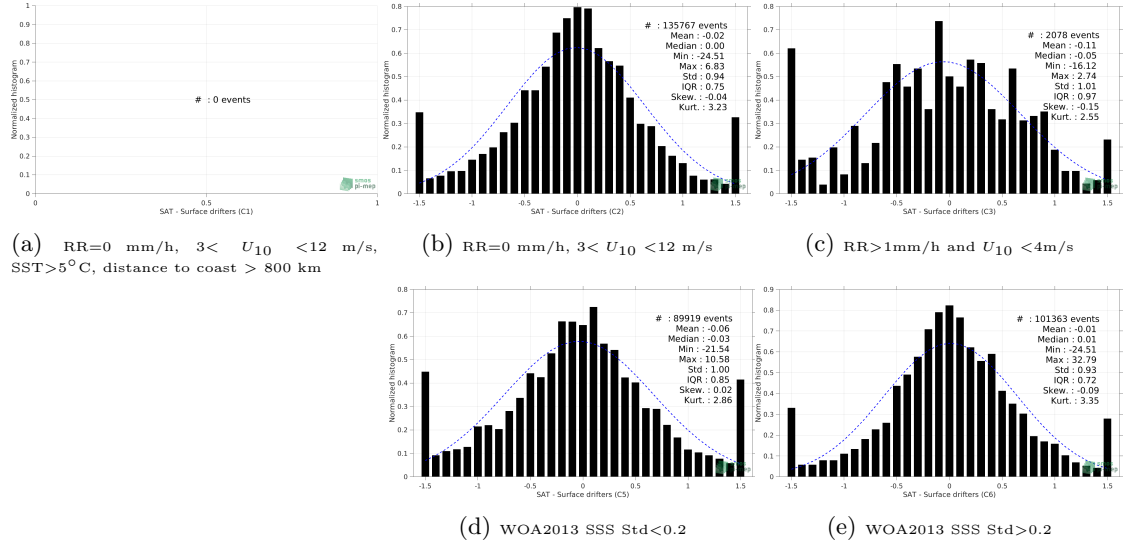 1
0.9
0.8
0.7
0.6
0.5
0.4
0.3
0.2
0.1
0
Normalized histogram
# : 0 events
smos
pi-mep
0 0.5 1
SAT - Surface drifters (C1)
(a) RR=0 mm/h, 3< U10 <12 m/s,
SST>5°C, distance to coast > 800 km
0.8
0.7
0.6
0.5
0.4
0.3
0.2
0.1
0
Normalized histogram
# : 135767 events
Mean : -0.02
Median : 0.00
Min : -24.51
Max : 6.83
Std : 0.94
IQR : 0.75
Skew. : -0.04
Kurt. : 3.23
-1.5 -1 -0.5 0 0.5 1 1.5
SAT - Surface drifters (C2)
(b) RR=0 mm/h, 3< U10 <12 m/s
0.8
0.7
0.6
0.5
0.4
0.3
0.2
0.1
0
Normalized histogram
# : 2078 events
Mean : -0.11
Median : -0.05
Min : -16.12
Max : 2.74
Std : 1.01
IQR : 0.97
Skew. : -0.15
Kurt. : 2.55
-1.5 -1 -0.5 0 0.5 1 1.5
SAT - Surface drifters (C3)
(c) RR>1mm/h and U10 <4m/s
0.8
0.7
0.6
0.5
0.4
0.3
0.2
0.1
0
Normalized histogram
# : 89919 events
Mean : -0.06
Median : -0.03
Min : -21.54
Max : 10.58
Std : 1.00
IQR : 0.85
Skew. : 0.02
Kurt. : 2.86
-1.5 -1 -0.5 0 0.5 1 1.5
SAT - Surface drifters (C5)
(d) WOA2013 SSS Std<0.2
0.9
0.8
0.7
0.6
0.5
0.4
0.3
0.2
0.1
0
Normalized histogram
# : 101363 events
Mean : -0.01
Median : 0.01
Min : -24.51
Max : 32.79
Std : 0.93
IQR : 0.72
Skew. : -0.09
Kurt. : 3.35
-1.5 -1 -0.5 0 0.5 1 1.5
SAT - Surface drifters (C6)
(e) WOA2013 SSS Std>0.2